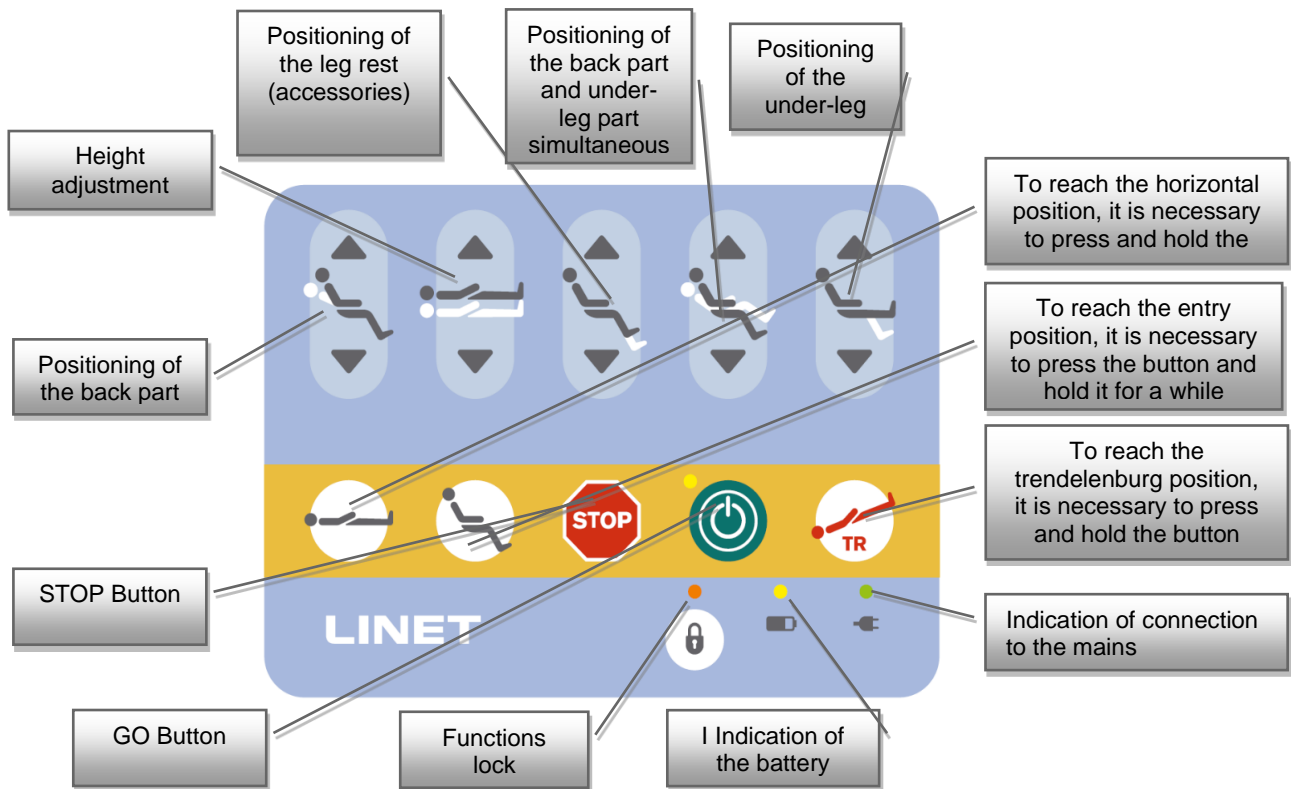 Positioning of
the leg rest
(accessories)
Positioning of
the back part
and under-
leg part
simultaneous
Positioning
of the
under-leg
Height
adjustment
To reach the horizontal
position, it is necessary
to press and hold the
Positioning of
the back part
To reach the entry
position, it is necessary
to press the button and
hold it for a while
STOP
TR
To reach the
trendelenburg position,
it is necessary to press
and hold the button
STOP Button
LINET
Indication of connection
to the mains
GO Button
Functions
lock
I Indication of
the battery